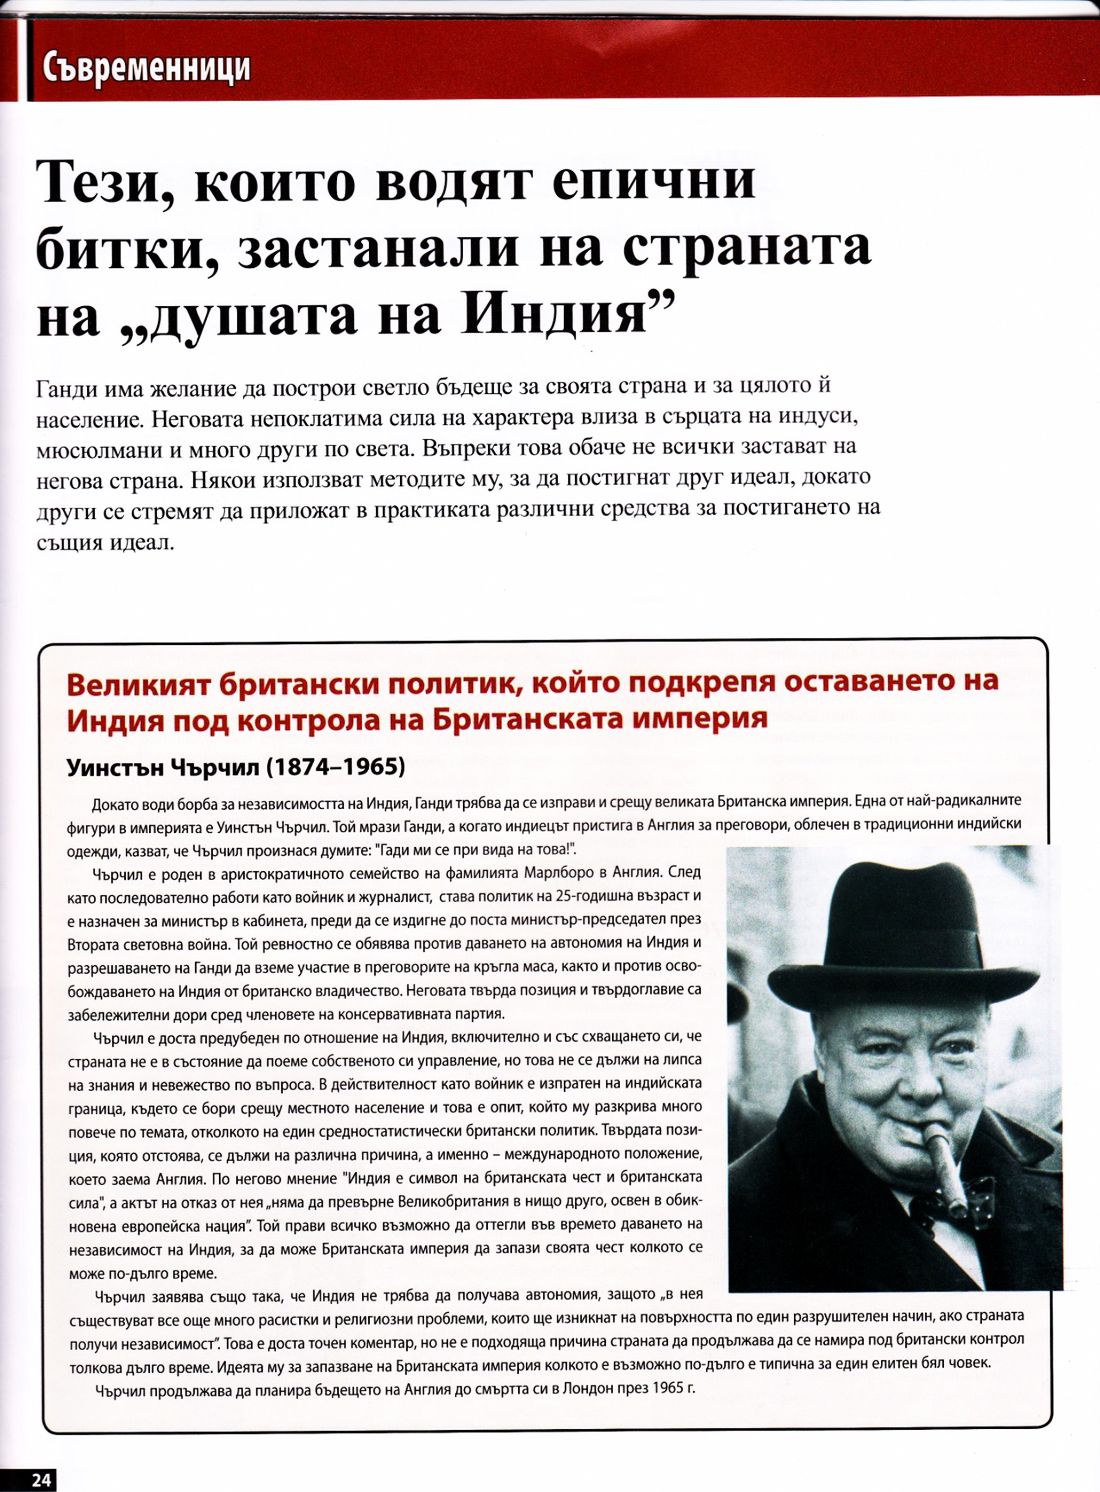 Съвременници
Тези, които водят епични
битки, застанали на страната
на „душата на Индия”
Ганди има желание да построи светло бъдеще за своята страна и за цялото й
население. Неговата непоклатима сила на характера влиза в сърцата на индуси,
мюсюлмани и много други по света. Въпреки това обаче не всички застават на
негова страна. Някои използват методите му, за да постигнат друг идеал, докато
други се стремят да приложат в практиката различни средства за постигането на
същия идеал.
Великият британски политик, който подкрепя оставането на
Индия под контрола на Британската империя
Уинстън Чърчил (1874–1965)
Докато води борба за независимостта на Индия, Ганди трябва да се изправи и срещу великата Британска империя. Една от най-радикалните
фигури в империята е Уинстън Чърчил. Той мрази Ганди, а когато индиецът пристига в Англия за преговори, облечен в традиционни индийски
одежди, казват, че Чърчил произнася думите: "Гади ми се при вида на това!".
Чърчил е роден в аристократичното семейство на фамилията Марлборо в Англия. След
като последователно работи като войник и журналист, става политик на 25-годишна възраст и
е назначен за министър в кабинета, преди да се издигне до поста министър-председател през
Втората световна война. Той ревностно се обявява против даването на автономия на Индия и
разрешаването на Ганди да вземе участие в преговорите на кръгла маса, както и против осво-
бождаването на Индия от британско владичество. Неговата твърда позиция и твърдоглавие са
забележителни дори сред членовете на консервативната партия.
Чърчил е доста предубеден по отношение на Индия, включително и със схващането си, че
страната не е в състояние да поеме собственото си управление, но това не се дължи на липса
на знания и невежество по въпроса. В действителност като войник е изпратен на индийската
граница, където се бори срещу местното население и това е опит, който му разкрива много
повече по темата, отколкото на един средностатистически британски политик. Твърдата пози-
ция, която отстоява, се дължи на различна причина, а именно – международното положение,
което заема Англия. По негово мнение "Индия е символ на британската чест и британската
сила", а актът на отказ от нея „няма да превърне Великобритания в нищо друго, освен в обик-
новена европейска нация”. Той прави всичко възможно да оттегли във времето даването на
независимост на Индия, за да може Британската империя да запази своята чест колкото се
може по-дълго време.
Чърчил заявява също така, че Индия не трябва да получава автономия, защото „в нея
съществуват все още много расистки и религиозни проблеми, които ще изникнат на повърхността по един разрушителен начин, ако страната
получи независимост”. Това е доста точен коментар, но не е подходяща причина страната да продължава да се намира под британски контрол
толкова дълго време. Идеята му за запазване на Британската империя колкото е възможно по-дълго е типична за един елитен бял човек.
Чърчил продължава да планира бъдещето на Англия до смъртта си в Лондон през 1965 г.
24